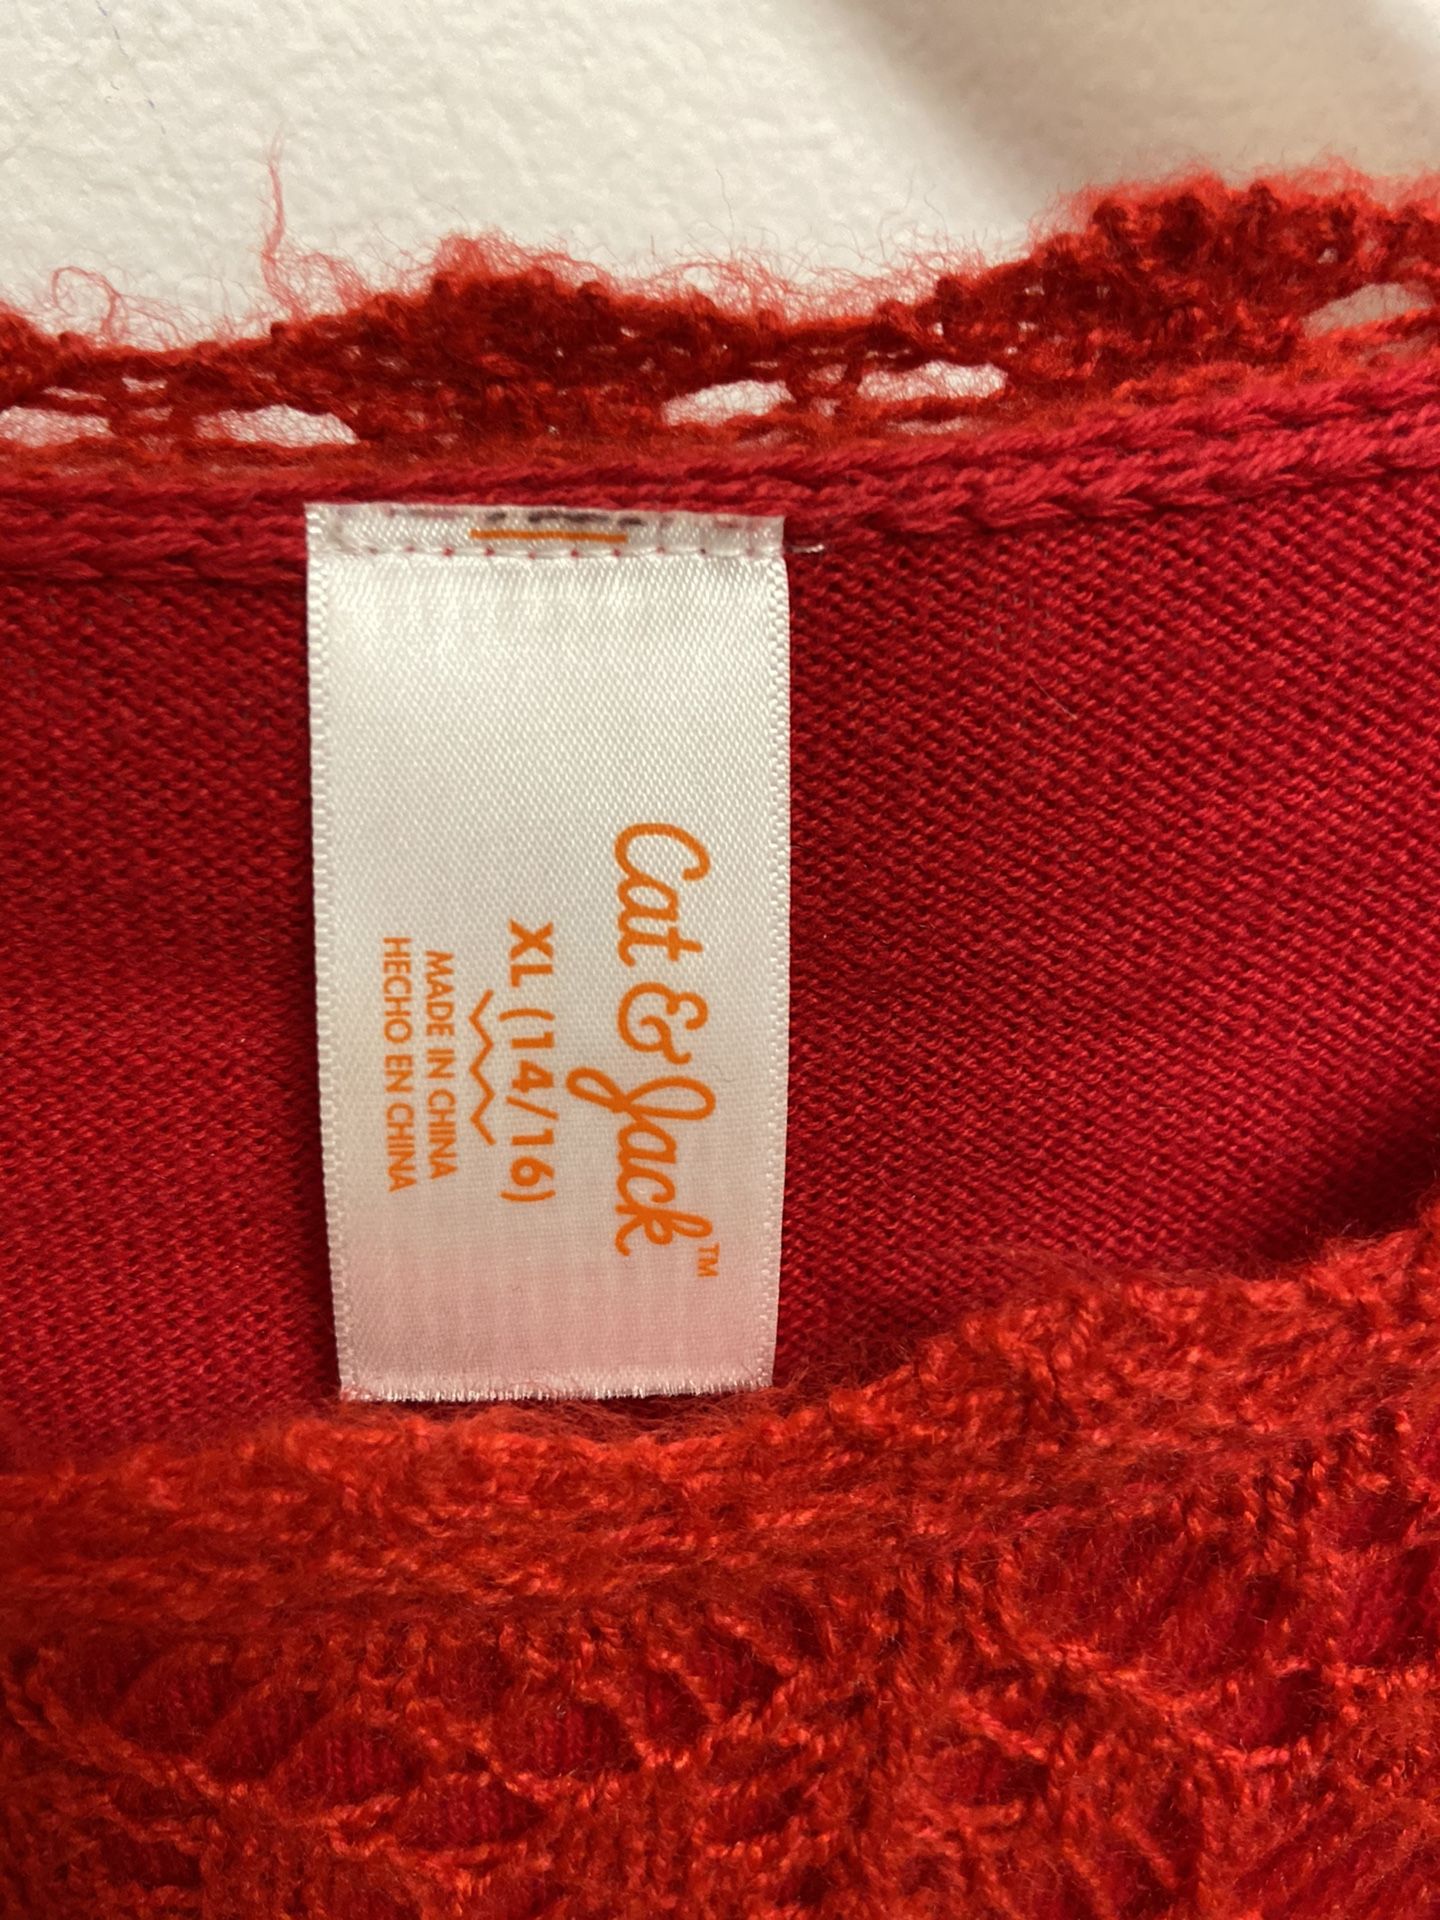 Cat & Jack™
XL (14/16)
MADE IN CHINA
HECHO EN CHINA